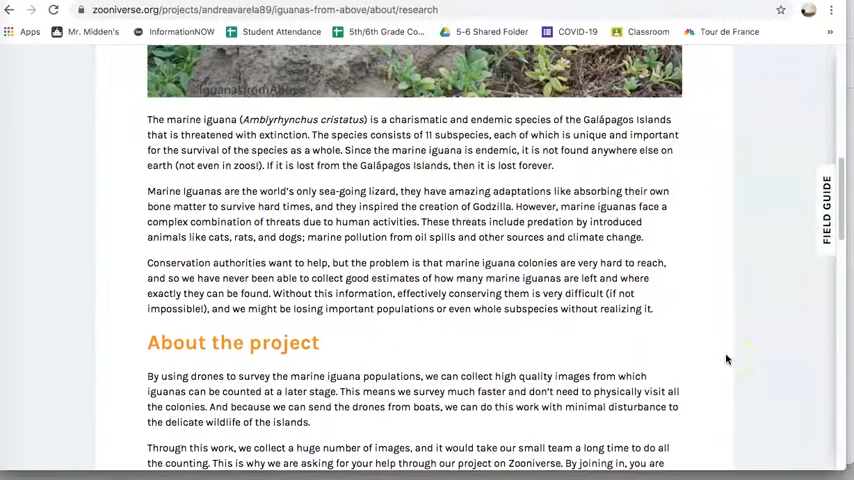 zooniverse.org/projects/andreavarela89/iguanas-from-above/about/research
Apps Mr. Midden's InformatioNOW Student Attendance 5th/6th Grade Co... 5-6 Shared Folder COVID-19 Classroom Tour de France »
©IguanasfromAbove
The marine iguana (Amblyrhynchus cristatus) is a charismatic and endemic species of the Galápagos Islands
that is threatened with extinction. The species consists of 11 subspecies, each of which is unique and important
for the survival of the species as a whole. Since the marine iguana is endemic, it is not found anywhere else on
earth (not even in zoos!). If it is lost from the Galápagos Islands, then it is lost forever.
Marine Iguanas are the world's only sea-going lizard, they have amazing adaptations like absorbing their own
bone matter to survive hard times, and they inspired the creation of Godzilla. However, marine iguanas face a
complex combination of threats due to human activities. These threats include predation by introduced
animals like cats, rats, and dogs; marine pollution from oil spills and other sources and climate change.
FIELD GUIDE
Conservation authorities want to help, but the problem is that marine iguana colonies are very hard to reach,
and so we have never been able to collect good estimates of how many marine iguanas are left and where
exactly they can be found. Without this information, effectively conserving them is very difficult (if not
impossible!), and we might be losing important populations or even whole subspecies without realizing it.
About the project
By using drones to survey the marine iguana populations, we can collect high quality images from which
iguanas can be counted at a later stage. This means we survey much faster and don't need to physically visit all
the colonies. And because we can send the drones from boats, we can do this work with minimal disturbance to
the delicate wildlife of the islands.
Through this work, we collect a huge number of images, and it would take our small team a long time to do all
the counting. This is why we are asking for your help through our project on Zooniverse. By joining in, you are